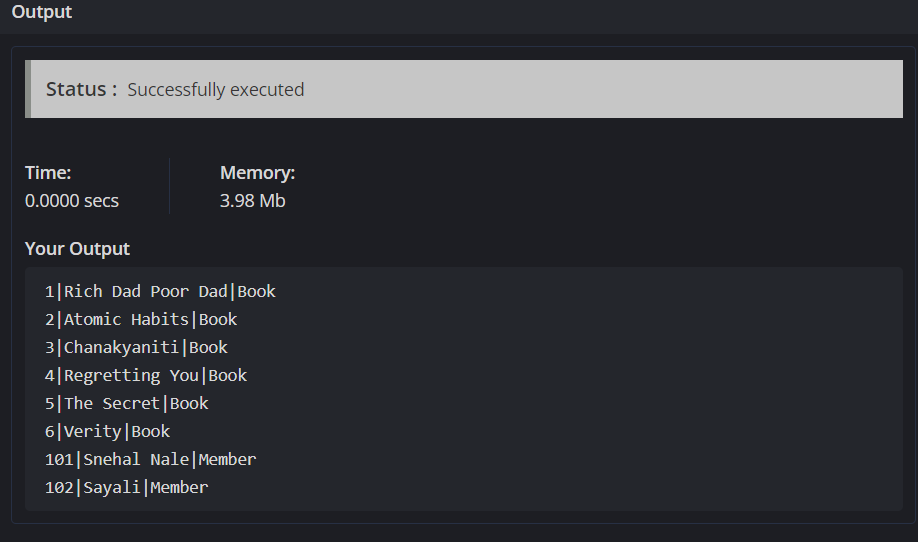 Output
Status : Successfully executed
Time:
0.0000 secs
Memory:
3.98 Mb
Your Output
1|Rich Dad Poor Dad|Book
2|Atomic Habits|Book
3|Chanakyaniti|Book
4|Regretting You|Book
5|The Secret|Book
6|Verity|Book
101|Snehal Nale|Member
102|Sayali|Member